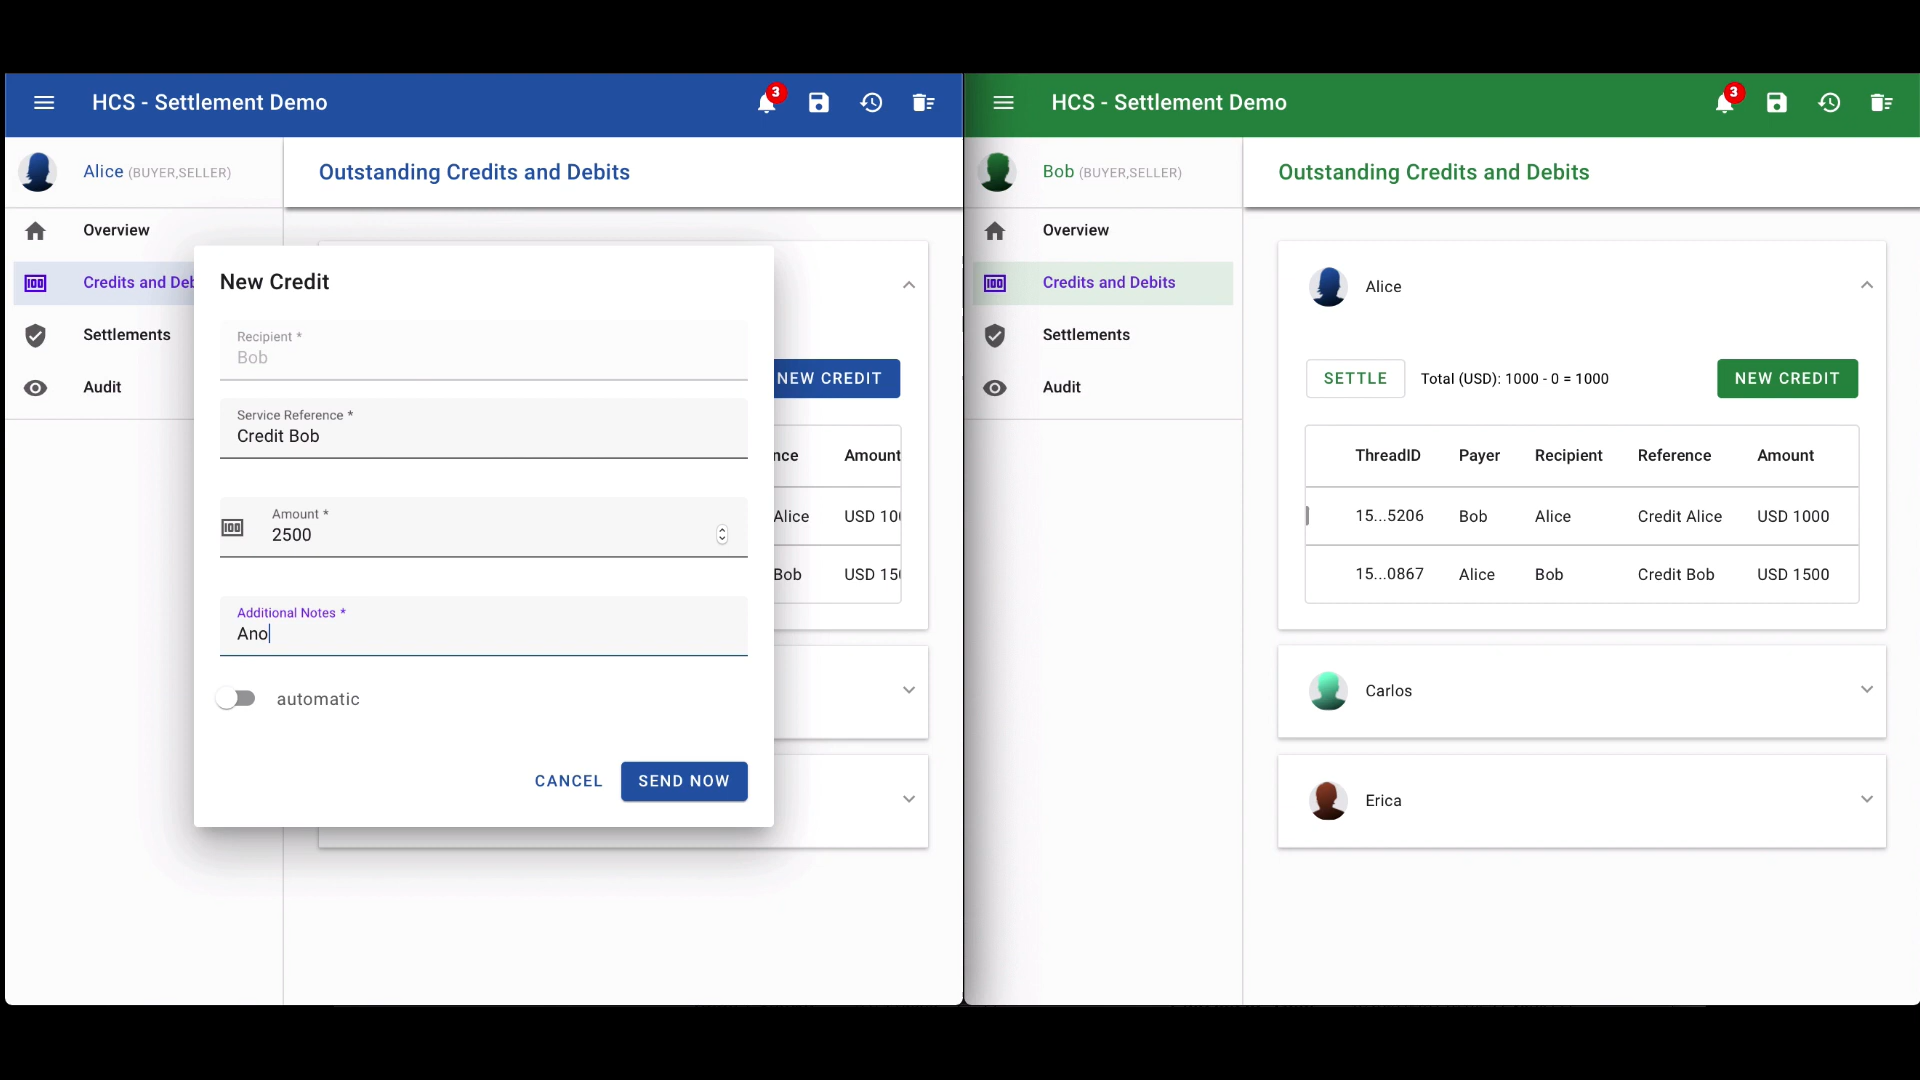 HCS - Settlement Demo
3
Alice (BUYER,SELLER)
Outstanding Credits and Debits
Overview
Credits and Deb
Settlements
Audit
New Credit
Recipient *
Bob
Service Reference *
Credit Bob
Amount *
2500
Additional Notes *
Ano
automatic
CANCEL
SEND NOW
NEW CREDIT
nce Amount
Alice USD 100
Bob USD 150
HCS - Settlement Demo
3
Bob (BUYER,SELLER)
Outstanding Credits and Debits
Overview
Credits and Debits
Settlements
Audit
Alice
SETTLE Total (USD): 1000 - 0 = 1000 NEW CREDIT
ThreadID Payer Recipient Reference Amount
15...5206 Bob Alice Credit Alice USD 1000
15...0867 Alice Bob Credit Bob USD 1500
Carlos
Erica